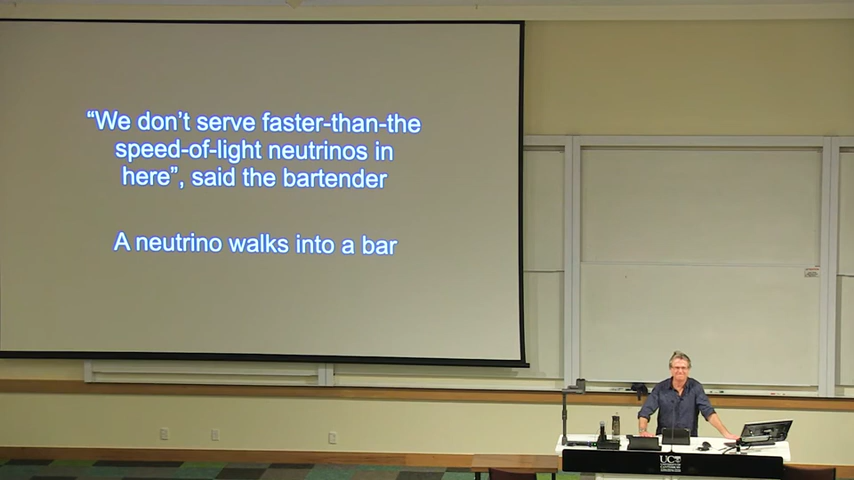 “We don’t serve faster-than-the
speed-of-light neutrinos in
here”, said the bartender
A neutrino walks into a bar
UC